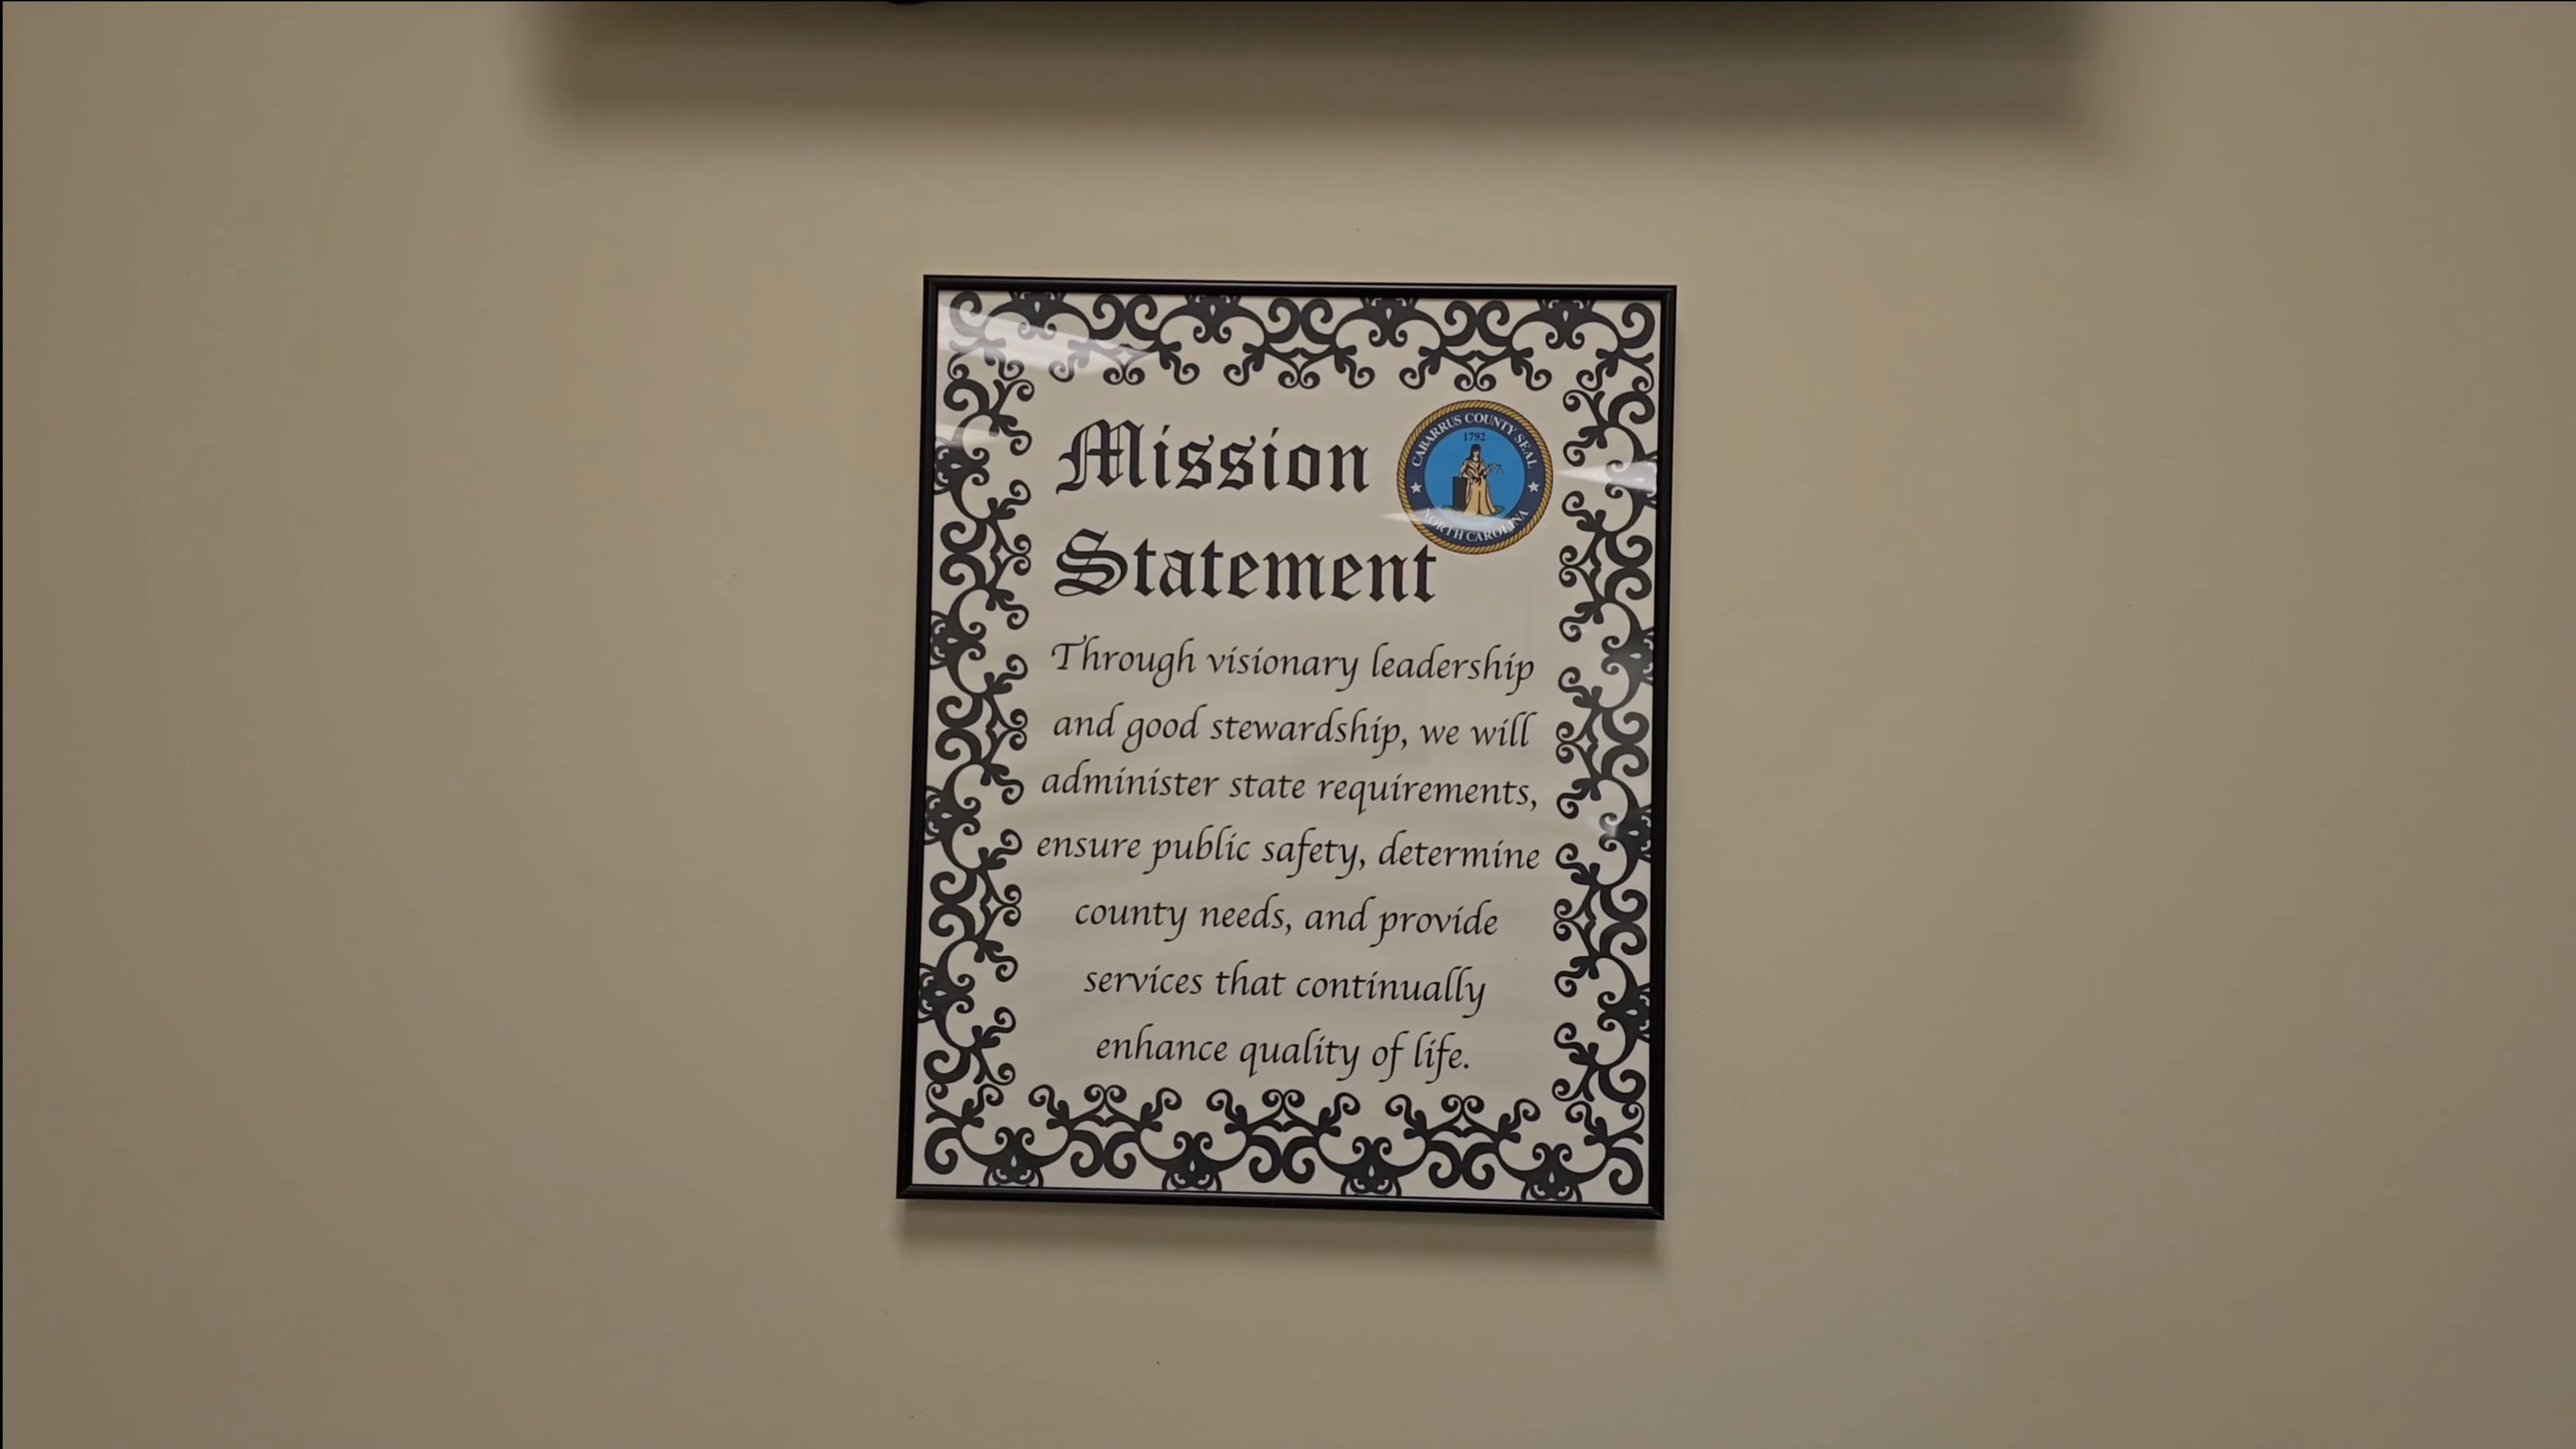 Mission
Statement
CABARRUS COUNTY SEAL
1792
NORTH CAROLINA
Through visionary leadership
and good stewardship, we will
administer state requirements,
ensure public safety, determine
county needs, and provide
services that continually
enhance quality of life.